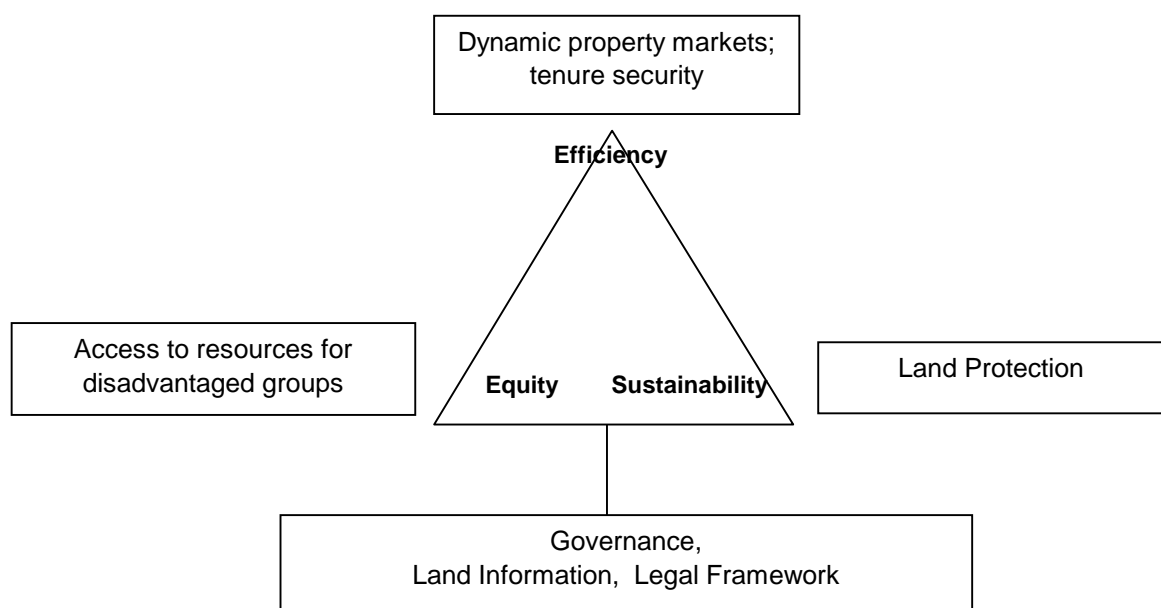 Dynamic property markets;
tenure security
Efficiency
Access to resources for
disadvantaged groups
Equity Sustainability
Land Protection
Governance,
Land Information, Legal Framework